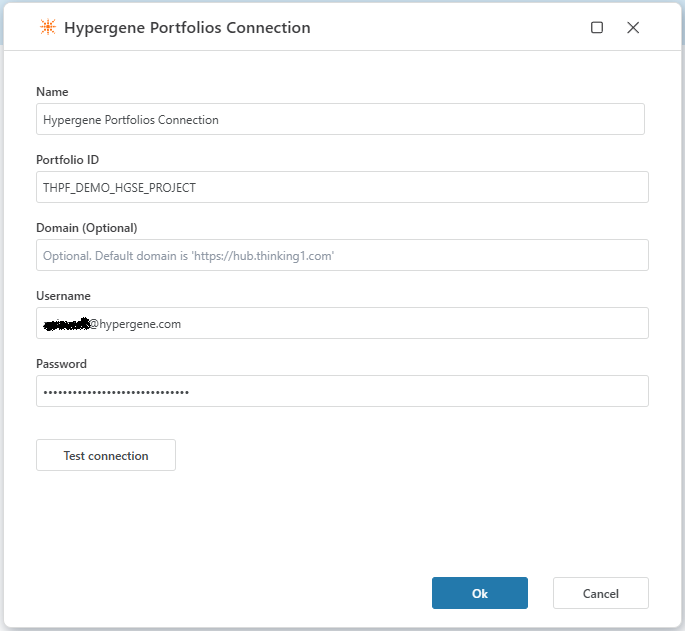 Hypergene Portfolios Connection
Name
Hypergene Portfolios Connection
Portfolio ID
THPF_DEMO_HGSE_PROJECT
Domain (Optional)
Optional. Default domain is 'https://hub.thinking1.com'
Username
@hypergene.com
Password
••••••••••••••••••••••••••••••
Test connection
Ok
Cancel